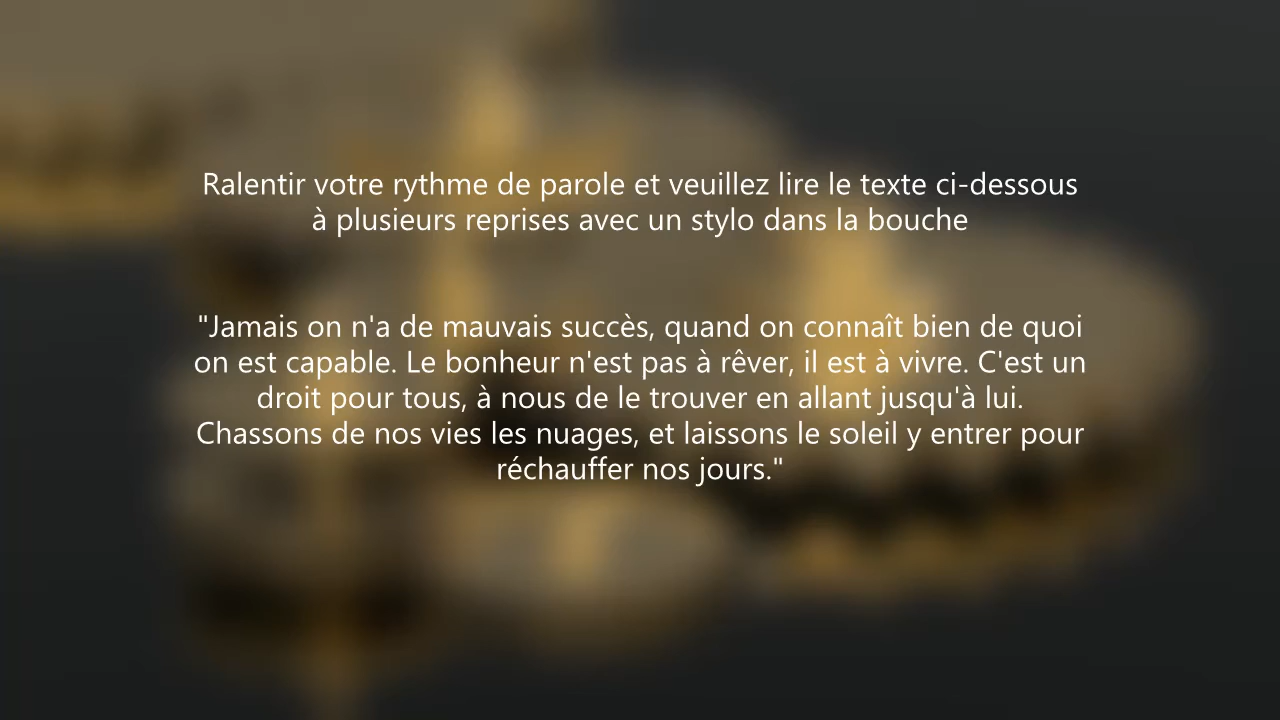 Ralentir votre rythme de parole et veuillez lire le texte ci-dessous
à plusieurs reprises avec un stylo dans la bouche
"Jamais on n'a de mauvais succès, quand on connaît bien de quoi
on est capable. Le bonheur n'est pas à rêver, il est à vivre. C'est un
droit pour tous, à nous de le trouver en allant jusqu'à lui.
Chassons de nos vies les nuages, et laissons le soleil y entrer pour
réchauffer nos jours."